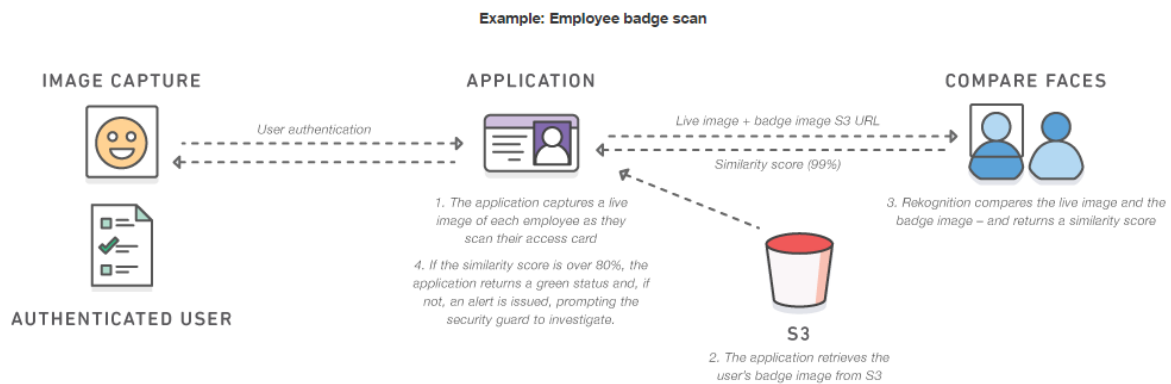 Example: Employee badge scan
IMAGE CAPTURE
APPLICATION
COMPARE FACES
User authentication
Live image + badge image S3 URL
Similarity score (99%)
1. The application captures a live
image of each employee as they
scan their access card
4. If the similarity score is over 80%, the
application returns a green status and, if
not, an alert is issued, prompting the
security guard to investigate.
3. Rekognition compares the live image and the
badge image – and returns a similarity score
AUTHENTICATED USER
S3
2. The application retrieves the
user's badge image from S3